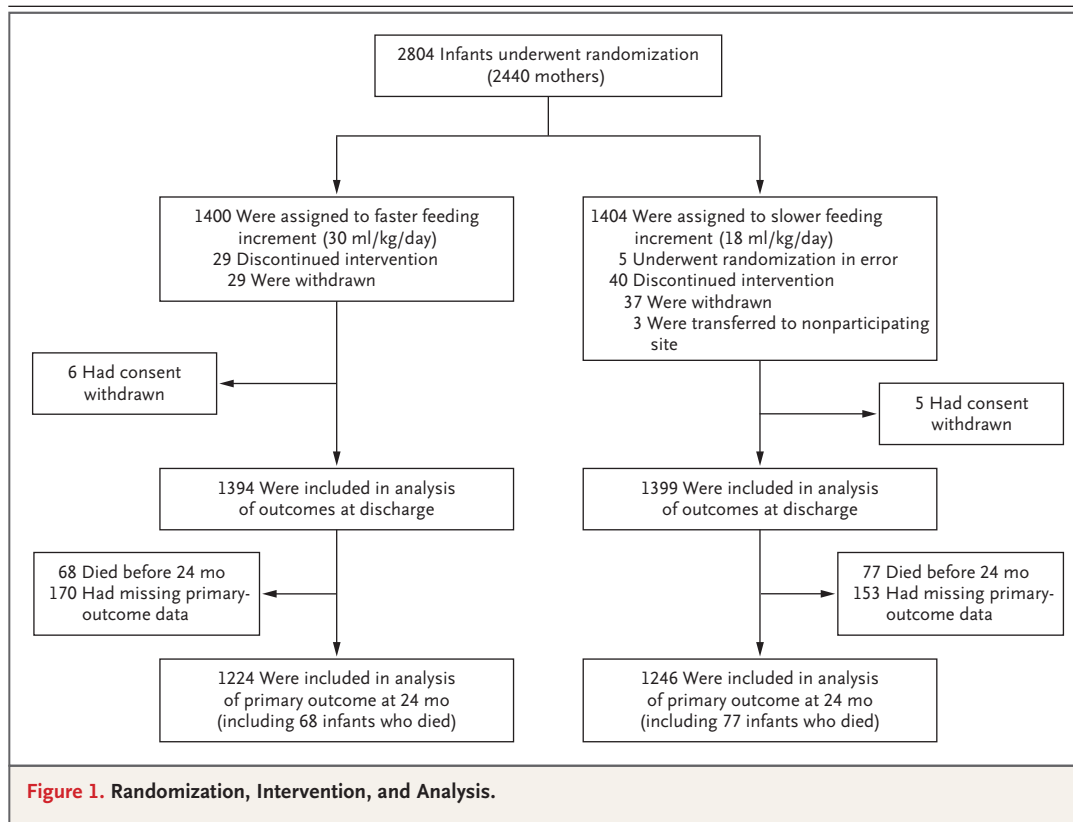 2804 Infants underwent randomization
(2440 mothers)
1400 Were assigned to faster feeding
increment (30 ml/kg/day)
29 Discontinued intervention
29 Were withdrawn
1404 Were assigned to slower feeding
increment (18 ml/kg/day)
5 Underwent randomization in error
40 Discontinued intervention
37 Were withdrawn
3 Were transferred to nonparticipating
site
6 Had consent
withdrawn
5 Had consent
withdrawn
1394 Were included in analysis
of outcomes at discharge
1399 Were included in analysis
of outcomes at discharge
68 Died before 24 mo
170 Had missing primary-
outcome data
77 Died before 24 mo
153 Had missing primary-
outcome data
1224 Were included in analysis
of primary outcome at 24 mo
(including 68 infants who died)
1246 Were included in analysis
of primary outcome at 24 mo
(including 77 infants who died)
Figure 1. Randomization, Intervention, and Analysis.